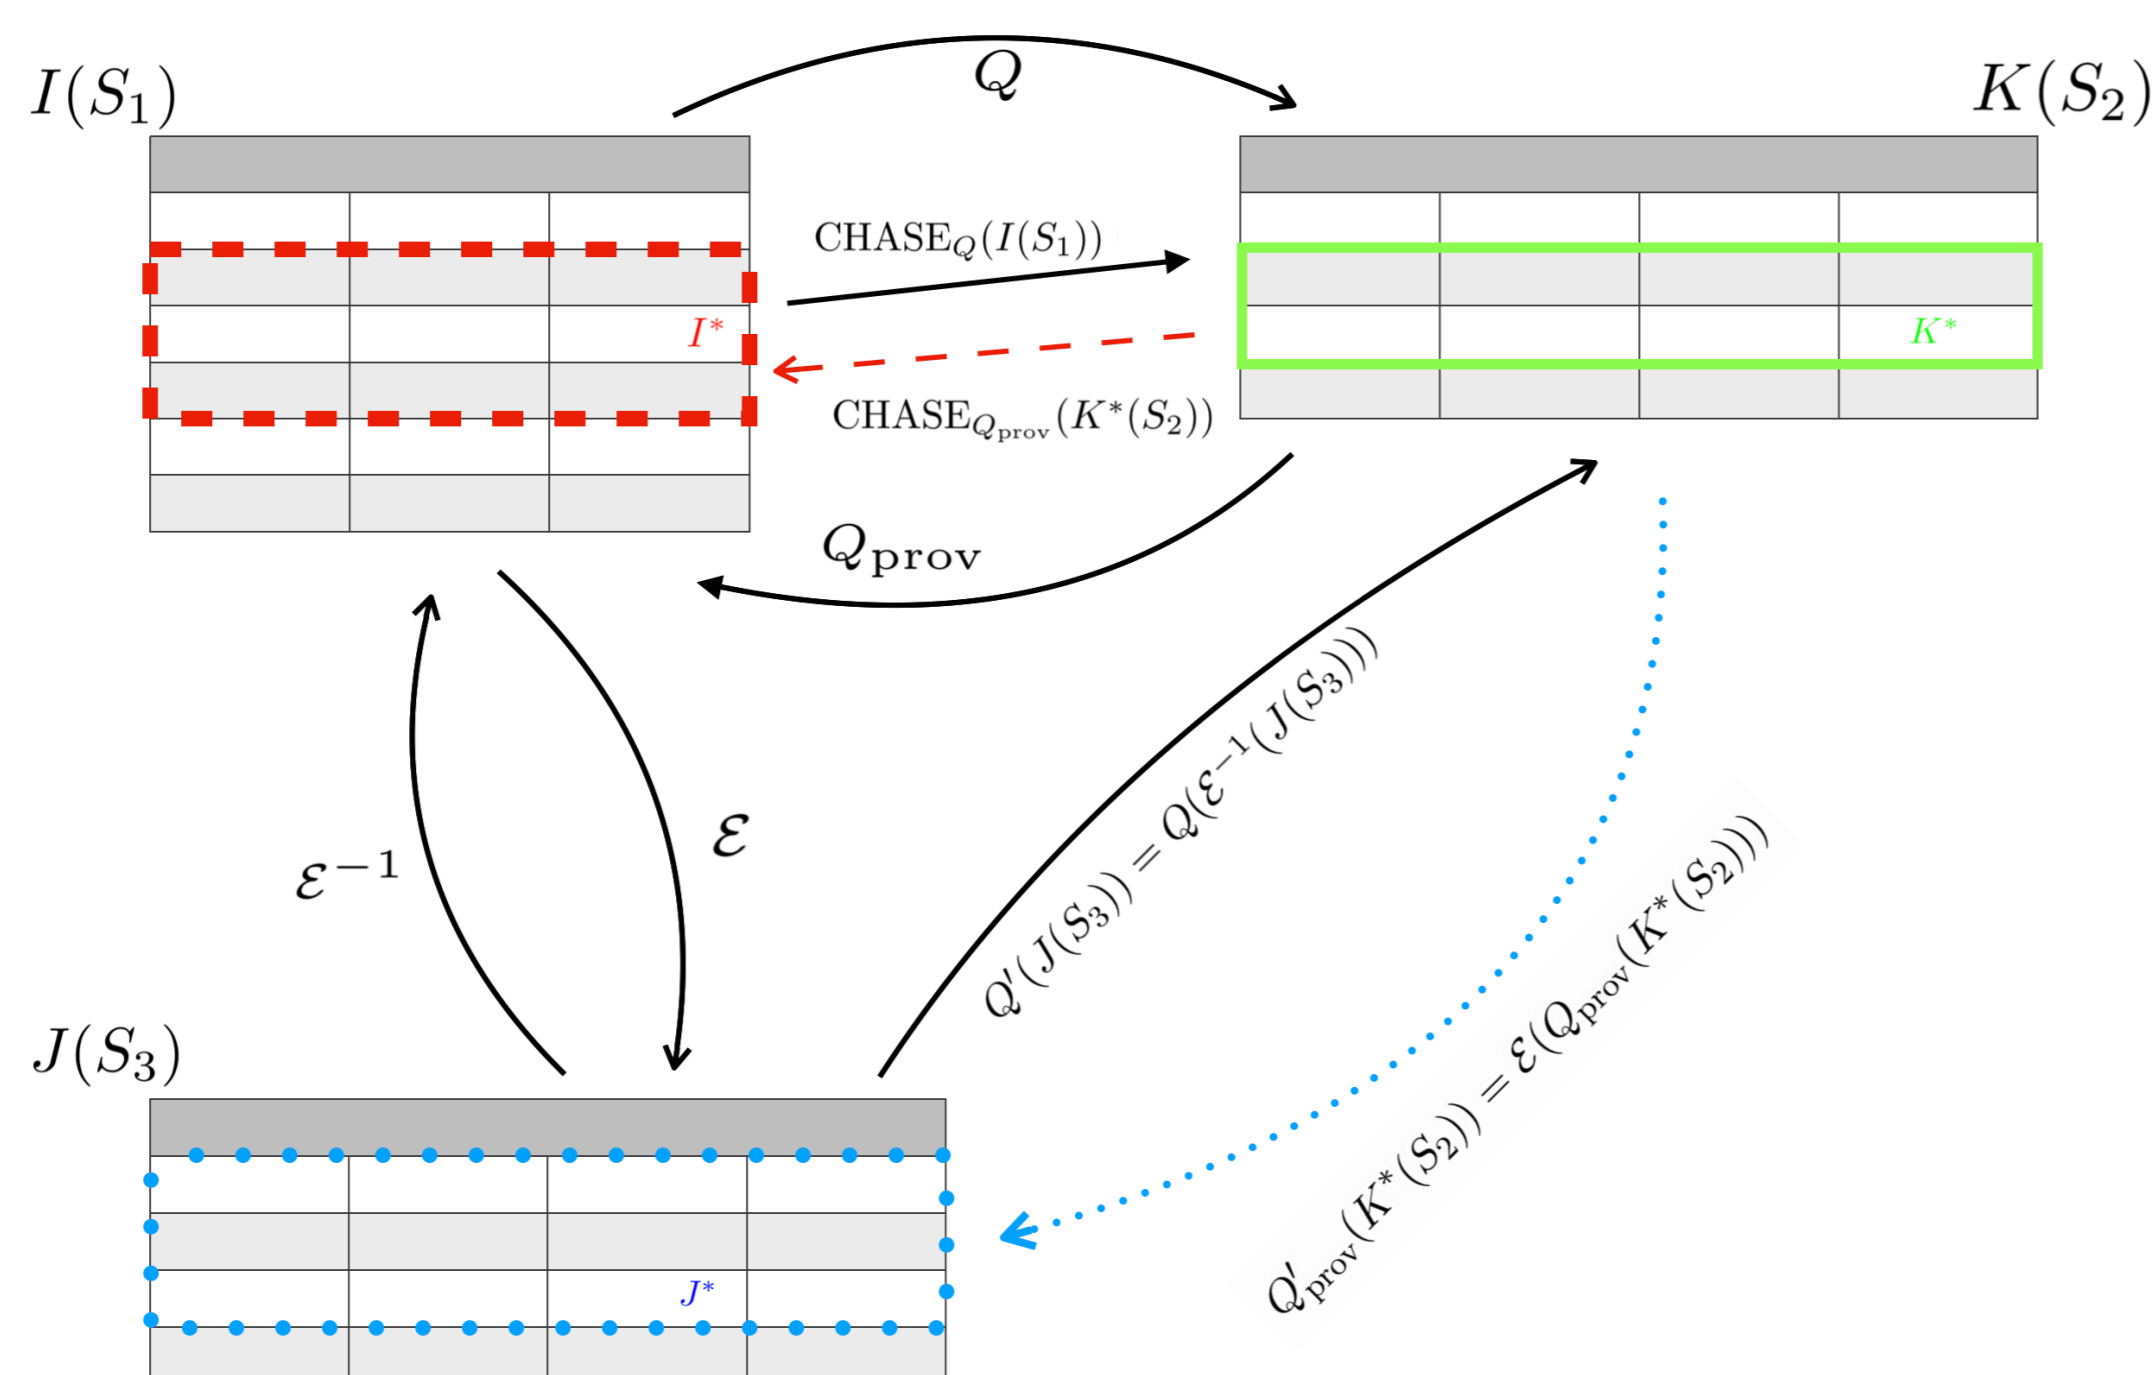 Q
I(S₁)
K(S₂)
CHASE_Q(I(S₁))
I*
K*
CHASE_{Q_prov}(K*(S₂))
Q_prov
ℰ⁻¹
ℰ
Q′(J(S₃)) = Q(ℰ⁻¹(J(S₃))))
Q′_prov(K*(S₂)) = ℰ(Q_prov(K*(S₂))))
J(S₃)
J*